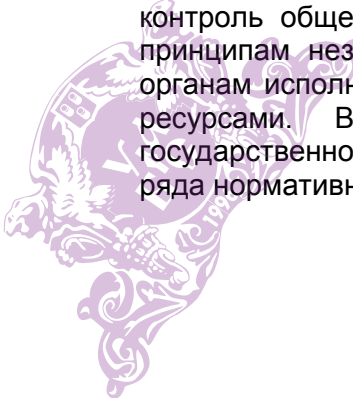 контроль обще
принципам нез
органам исполн
ресурсами. В
государственно
ряда нормативн